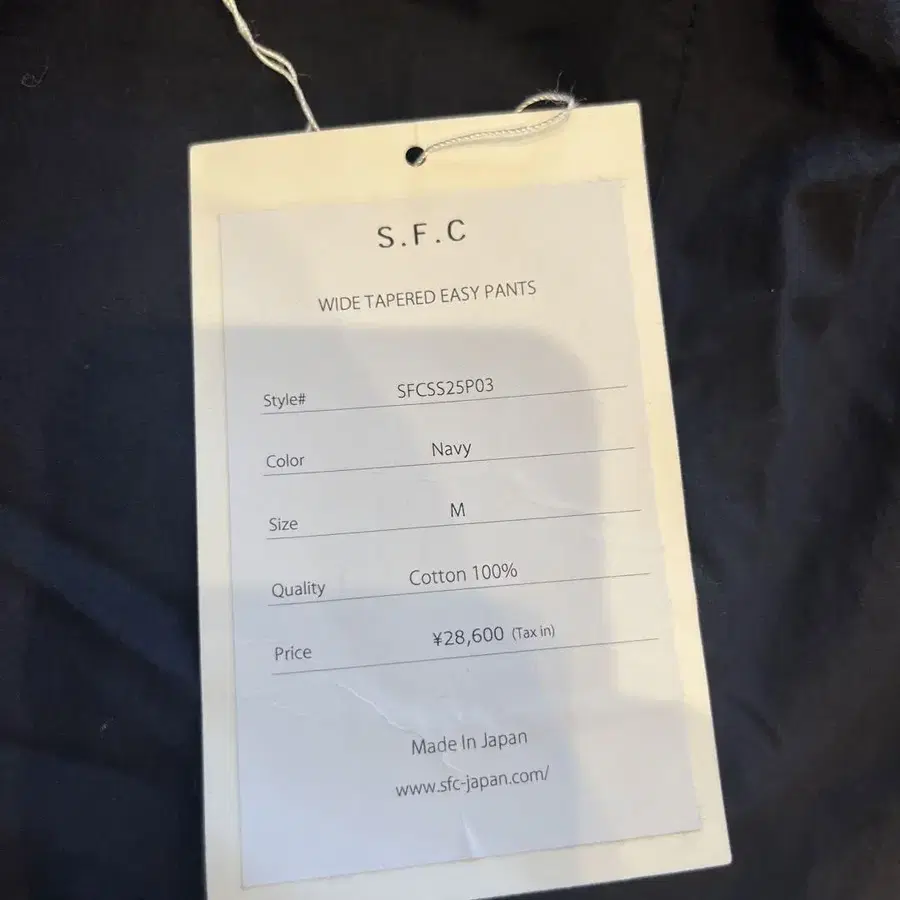 S.F.C
WIDE TAPERED EASY PANTS
Style# SFCSS25P03
Color Navy
Size M
Quality Cotton 100%
Price ¥28,600 (Tax in)
Made In Japan
www.sfc-japan.com/